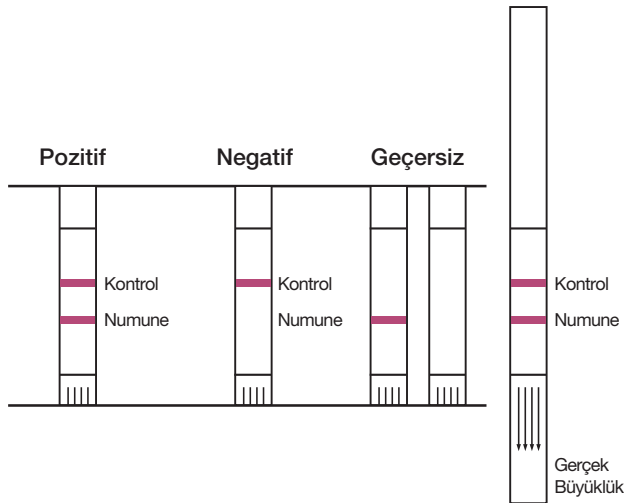 Pozitif
Negatif
Geçersiz
Kontrol
Numune
Kontrol
Numune
Kontrol
Numune
Gerçek
Büyüklük